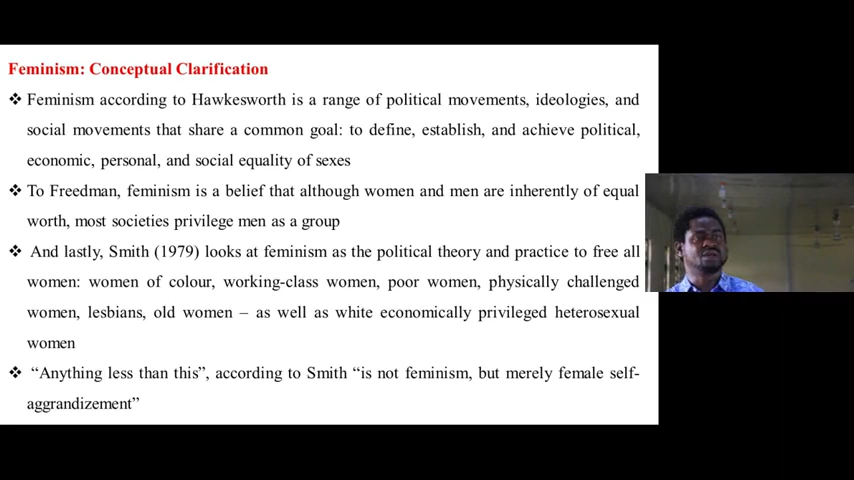 Feminism: Conceptual Clarification
❖ Feminism according to Hawkesworth is a range of political movements, ideologies, and
social movements that share a common goal: to define, establish, and achieve political,
economic, personal, and social equality of sexes
❖ To Freedman, feminism is a belief that although women and men are inherently of equal
worth, most societies privilege men as a group
❖ And lastly, Smith (1979) looks at feminism as the political theory and practice to free all
women: women of colour, working-class women, poor women, physically challenged
women, lesbians, old women – as well as white economically privileged heterosexual
women
❖ “Anything less than this”, according to Smith “is not feminism, but merely female self-
aggrandizement”